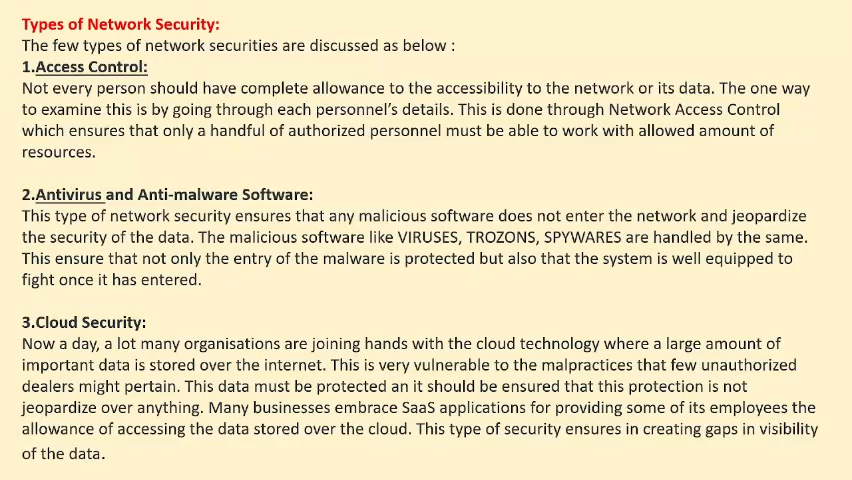 Types of Network Security:
The few types of network securities are discussed as below :
1.Access Control:
Not every person should have complete allowance to the accessibility to the network or its data. The one way
to examine this is by going through each personnel's details. This is done through Network Access Control
which ensures that only a handful of authorized personnel must be able to work with allowed amount of
resources.
2.Antivirus and Anti-malware Software:
This type of network security ensures that any malicious software does not enter the network and jeopardize
the security of the data. The malicious software like VIRUSES, TROZONS, SPYWARES are handled by the same.
This ensure that not only the entry of the malware is protected but also that the system is well equipped to
fight once it has entered.
3.Cloud Security:
Now a day, a lot many organisations are joining hands with the cloud technology where a large amount of
important data is stored over the internet. This is very vulnerable to the malpractices that few unauthorized
dealers might pertain. This data must be protected an it should be ensured that this protection is not
jeopardize over anything. Many businesses embrace SaaS applications for providing some of its employees the
allowance of accessing the data stored over the cloud. This type of security ensures in creating gaps in visibility
of the data.